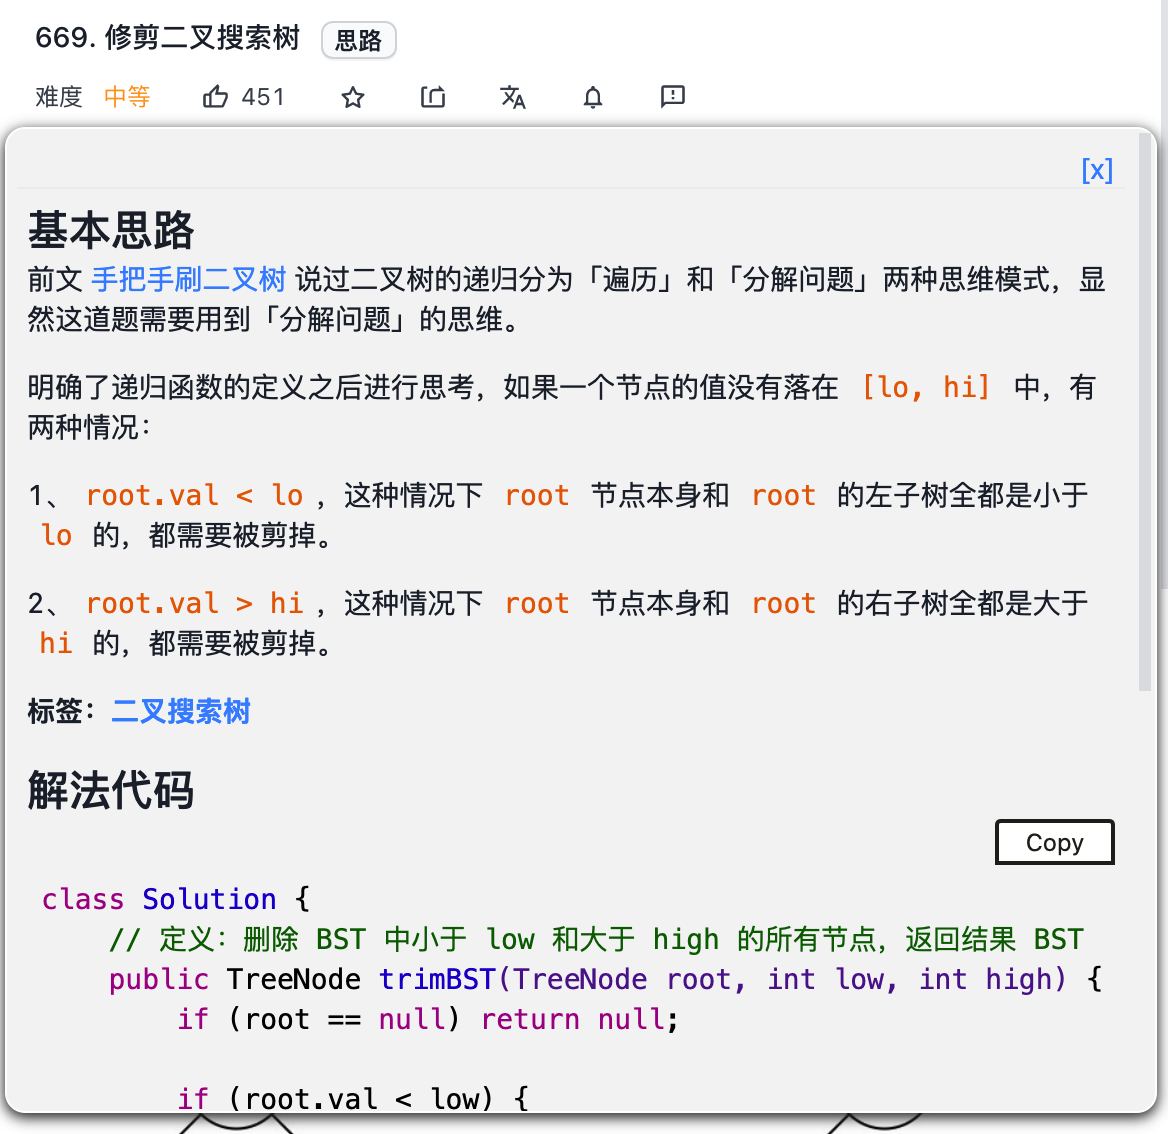 669. 修剪二叉搜索树 思路
难度 中等 451
[x]
基本思路
前文 手把手刷二叉树 说过二叉树的递归分为「遍历」和「分解问题」两种思维模式，显
然这道题需要用到「分解问题」的思维。
明确了递归函数的定义之后进行思考，如果一个节点的值没有落在 [lo, hi] 中，有
两种情况：
1、 root.val < lo ，这种情况下 root 节点本身和 root 的左子树全都是小于
lo 的，都需要被剪掉。
2、 root.val > hi ，这种情况下 root 节点本身和 root 的右子树全都是大于
hi 的，都需要被剪掉。
标签：二叉搜索树
解法代码
Copy
class Solution {
// 定义：删除 BST 中小于 low 和大于 high 的所有节点，返回结果 BST
public TreeNode trimBST(TreeNode root, int low, int high) {
if (root == null) return null;
if (root.val < low) {